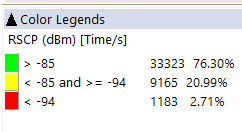 Color Legends
RSCP (dBm) [Time/s]
> -85 33323 76.30%
< -85 and >= -94 9165 20.99%
< -94 1183 2.71%